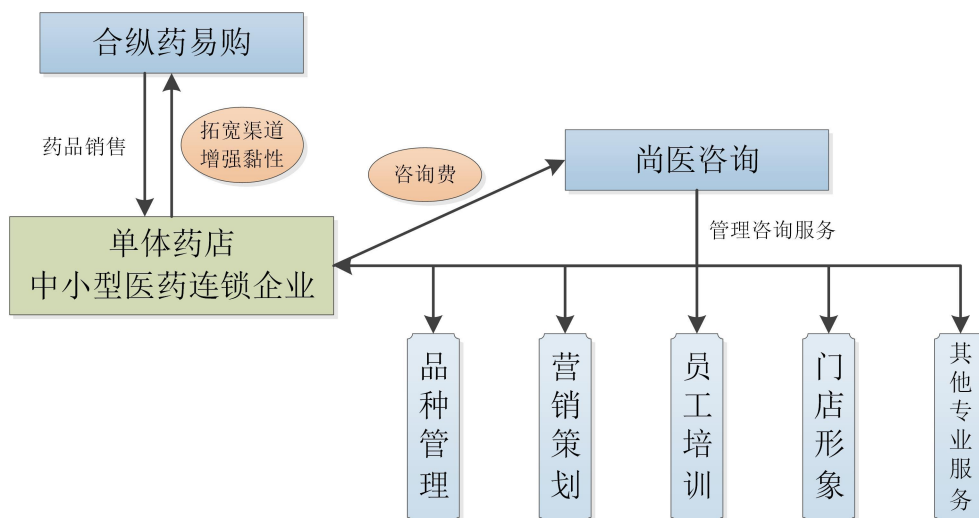 合纵药易购
药品销售
拓宽渠道
增强黏性
咨询费
尚医咨询
单体药店
中小型医药连锁企业
管理咨询服务
品种管理
营销策划
员工培训
门店形象
其他专业服务